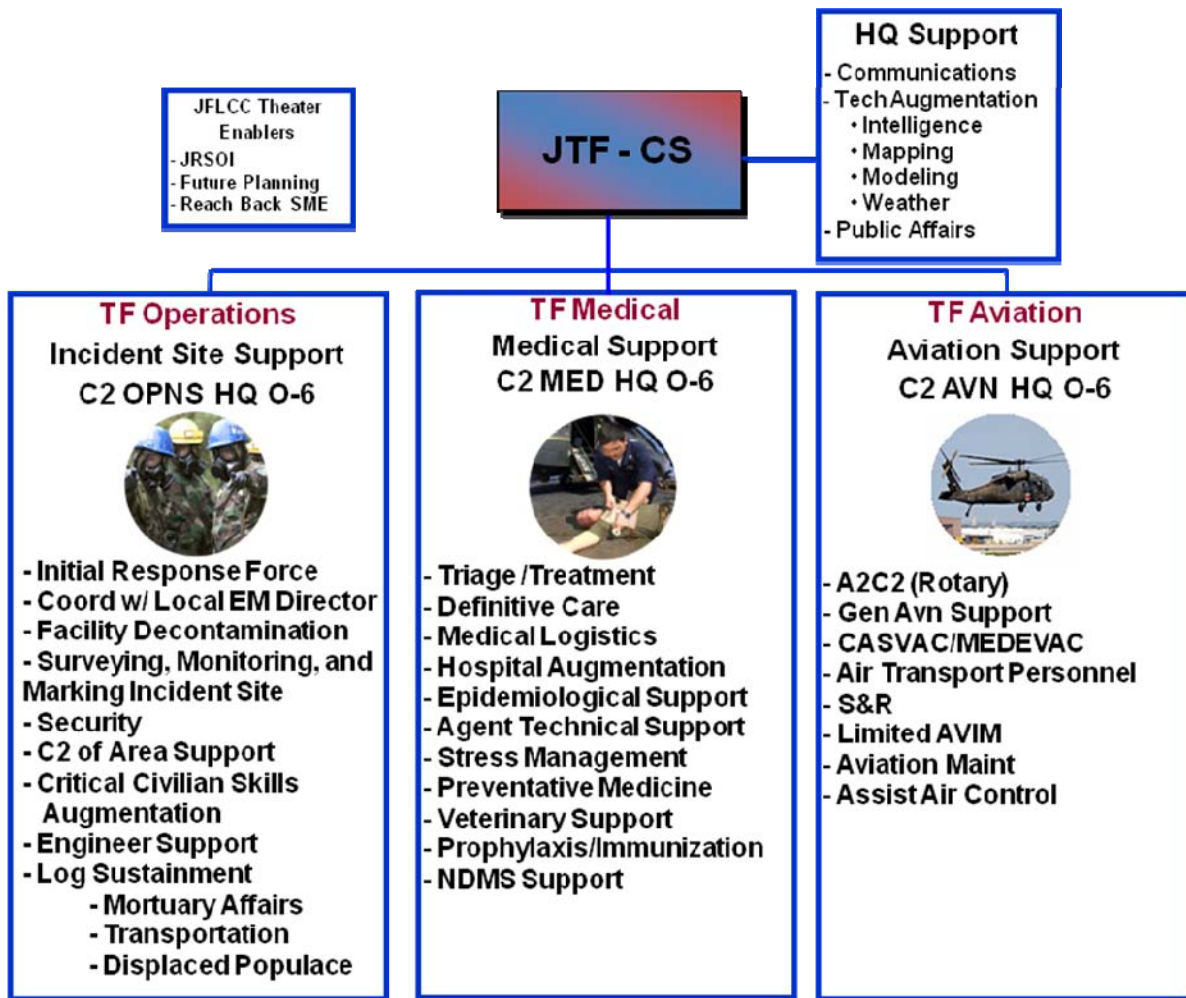 JFLCC Theater
Enablers
- JRSOI
- Future Planning
- Reach Back SME
JTF - CS
HQ Support
- Communications
- Tech Augmentation
• Intelligence
• Mapping
• Modeling
• Weather
- Public Affairs
TF Operations
Incident Site Support
C2 OPNS HQ O-6
- Initial Response Force
- Coord w/ Local EM Director
- Facility Decontamination
- Surveying, Monitoring, and
Marking Incident Site
- Security
- C2 of Area Support
- Critical Civilian Skills
Augmentation
- Engineer Support
- Log Sustainment
- Mortuary Affairs
- Transportation
- Displaced Populace
TF Medical
Medical Support
C2 MED HQ O-6
- Triage /Treatment
- Definitive Care
- Medical Logistics
- Hospital Augmentation
- Epidemiological Support
- Agent Technical Support
- Stress Management
- Preventative Medicine
- Veterinary Support
- Prophylaxis/Immunization
- NDMS Support
TF Aviation
Aviation Support
C2 AVN HQ O-6
- A2C2 (Rotary)
- Gen Avn Support
- CASVAC/MEDEVAC
- Air Transport Personnel
- S&R
- Limited AVIM
- Aviation Maint
- Assist Air Control